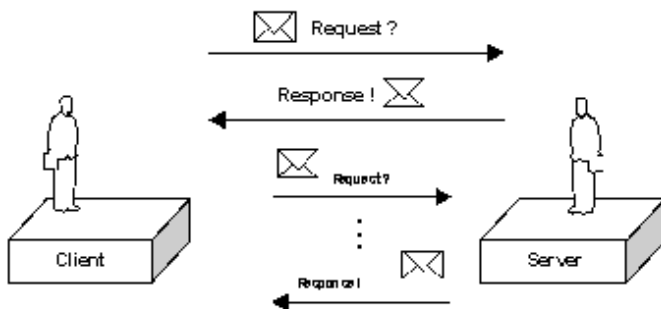 Request ?
Response !
Request?
Client
Server
Response!